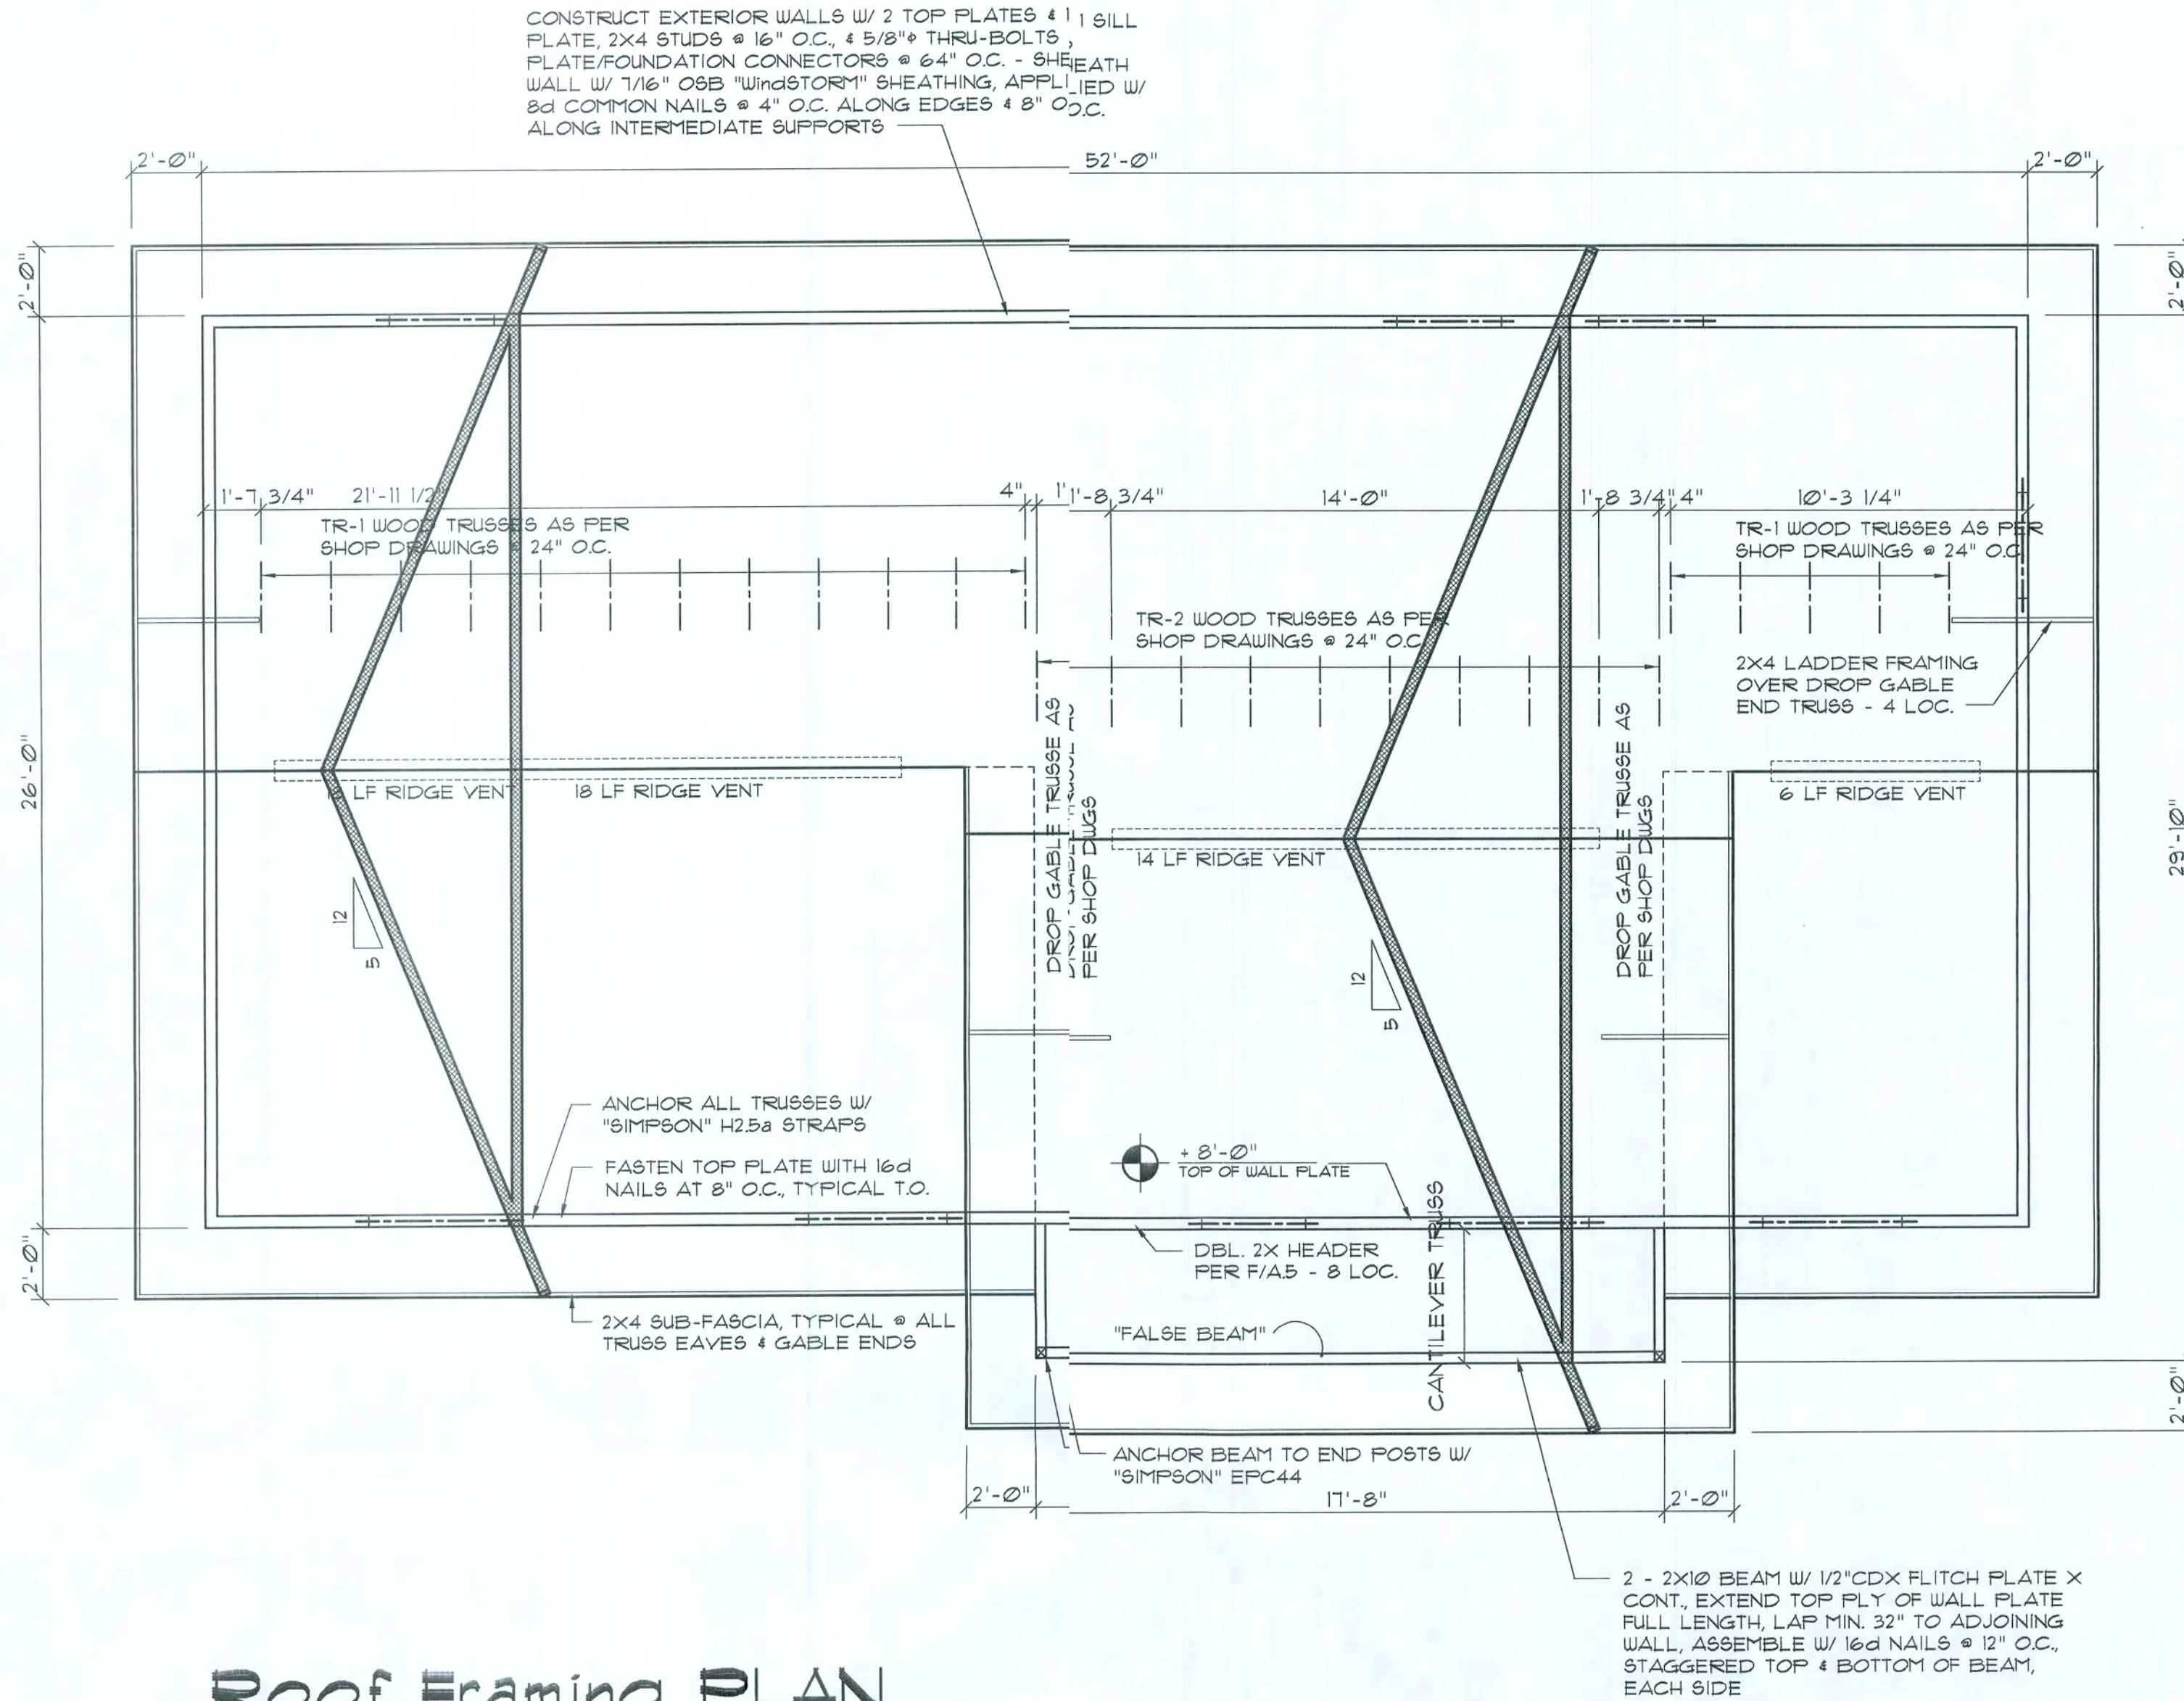 CONSTRUCT EXTERIOR WALLS W/ 2 TOP PLATES & 1 1 SILL
PLATE, 2X4 STUDS @ 16" O.C., & 5/8"φ THRU-BOLTS ,
PLATE/FOUNDATION CONNECTORS @ 64" O.C. - SHEEATH
WALL W/ 7/16" OSB "WindSTORM" SHEATHING, APPLIED W/
8d COMMON NAILS @ 4" O.C. ALONG EDGES & 8" O.C.
ALONG INTERMEDIATE SUPPORTS
2'-0"
52'-0"
2'-0"
2'-0"
2'-0"
1'-7 3/4"
21'-11 1/2"
4"
1'
1'-8 3/4"
14'-0"
1'-8 3/4"
4"
10'-3 1/4"
TR-1 WOOD TRUSSES AS PER
SHOP DRAWINGS @ 24" O.C.
TR-1 WOOD TRUSSES AS PER
SHOP DRAWINGS @ 24" O.C.
TR-2 WOOD TRUSSES AS PER
SHOP DRAWINGS @ 24" O.C.
2X4 LADDER FRAMING
OVER DROP GABLE
END TRUSS - 4 LOC.
26'-0"
DROP GABLE TRUSSE AS
PER SHOP DWGS
DROP GABLE TRUSSE AS
PER SHOP DWGS
LF RIDGE VENT
18 LF RIDGE VENT
6 LF RIDGE VENT
14 LF RIDGE VENT
29'-10"
12
5
12
5
ANCHOR ALL TRUSSES W/
"SIMPSON" H2.5a STRAPS
FASTEN TOP PLATE WITH 16d
NAILS AT 8" O.C., TYPICAL T.O.
+ 8'-0"
TOP OF WALL PLATE
CANTILEVER TRUSS
2'-0"
DBL. 2X HEADER
PER F/A.5 - 8 LOC.
2X4 SUB-FASCIA, TYPICAL @ ALL
TRUSS EAVES & GABLE ENDS
"FALSE BEAM"
2'-0"
ANCHOR BEAM TO END POSTS W/
"SIMPSON" EPC44
2'-0"
17'-8"
2'-0"
2 - 2X10 BEAM W/ 1/2"CDX FLITCH PLATE X
CONT., EXTEND TOP PLY OF WALL PLATE
FULL LENGTH, LAP MIN. 32" TO ADJOINING
WALL, ASSEMBLE W/ 16d NAILS @ 12" O.C.,
STAGGERED TOP & BOTTOM OF BEAM,
EACH SIDE
Roof Framing PLAN